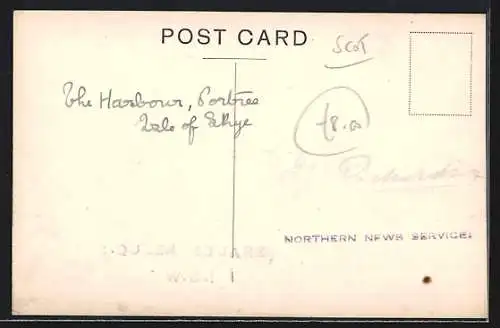 POST CARD
SCOT
The Harbour, Portree
Isle of Skye
£8.00
NORTHERN NEWS SERVICE.